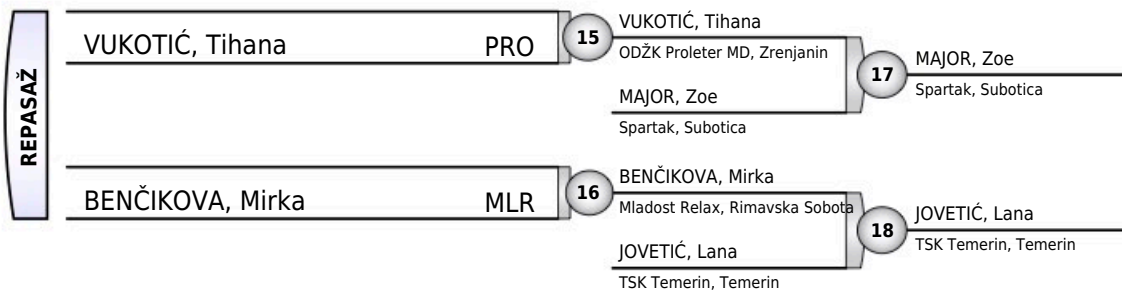 REPASAŽ
VUKOTIĆ, Tihana PRO
15
VUKOTIĆ, Tihana
ODŽK Proleter MD, Zrenjanin
MAJOR, Zoe
Spartak, Subotica
17
MAJOR, Zoe
Spartak, Subotica
BENČIKOVA, Mirka MLR
16
BENČIKOVA, Mirka
Mladost Relax, Rimavska Sobota
JOVETIĆ, Lana
TSK Temerin, Temerin
18
JOVETIĆ, Lana
TSK Temerin, Temerin